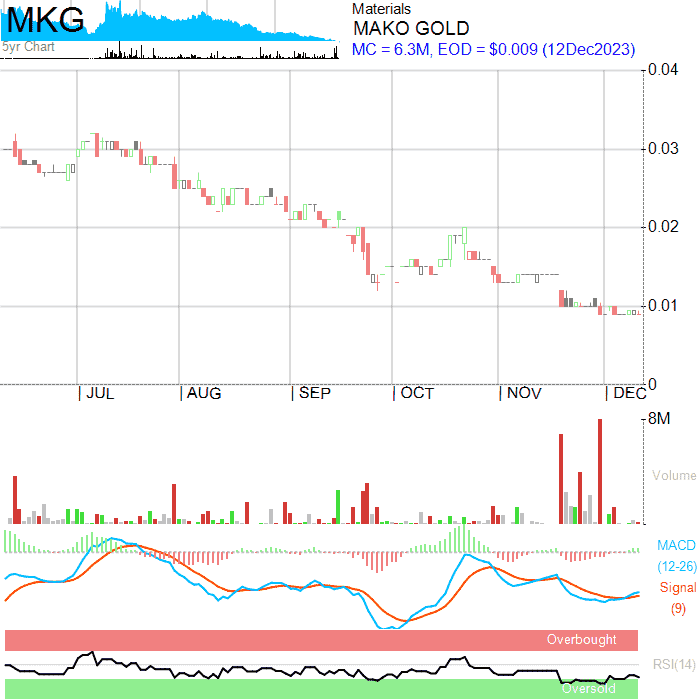 MKG
5yr Chart
Materials
MAKO GOLD
MC = 6.3M, EOD = $0.009 (12Dec2023)
0.04
0.03
0.02
0.01
0
JUL AUG SEP OCT NOV DEC
8M
Volume
MACD
(12-26)
Signal
(9)
Overbought
RSI(14)
Oversold